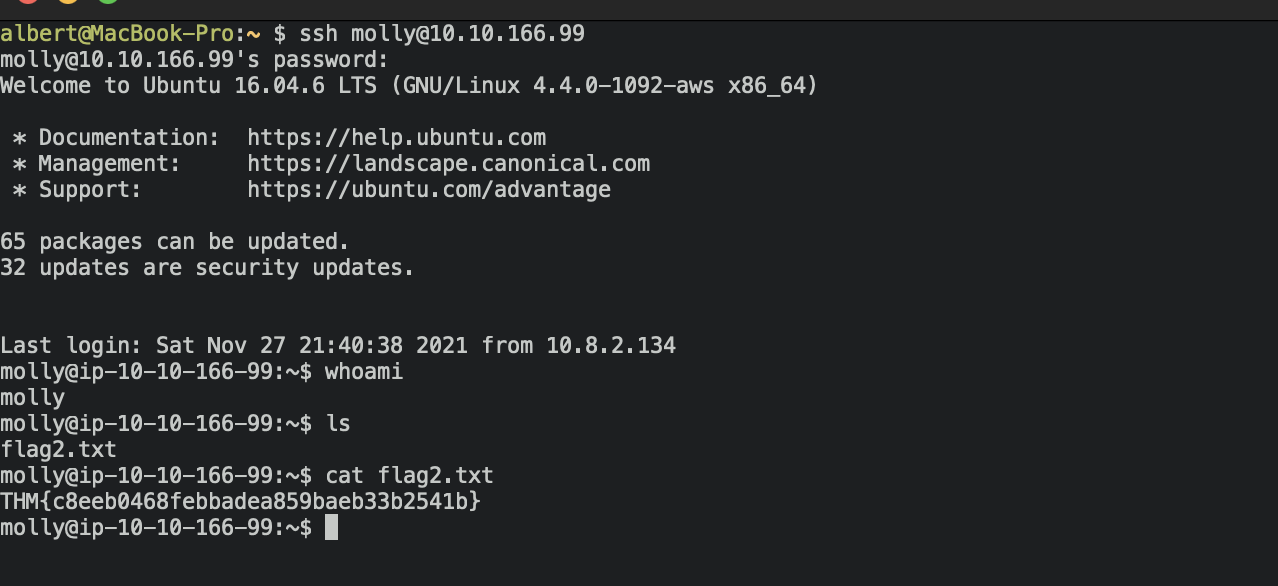 albert@MacBook-Pro:~ $ ssh molly@10.10.166.99
molly@10.10.166.99's password:
Welcome to Ubuntu 16.04.6 LTS (GNU/Linux 4.4.0-1092-aws x86_64)
* Documentation:  https://help.ubuntu.com
* Management:     https://landscape.canonical.com
* Support:        https://ubuntu.com/advantage
65 packages can be updated.
32 updates are security updates.
Last login: Sat Nov 27 21:40:38 2021 from 10.8.2.134
molly@ip-10-10-166-99:~$ whoami
molly
molly@ip-10-10-166-99:~$ ls
flag2.txt
molly@ip-10-10-166-99:~$ cat flag2.txt
THM{c8eeb0468febbadea859baeb33b2541b}
molly@ip-10-10-166-99:~$